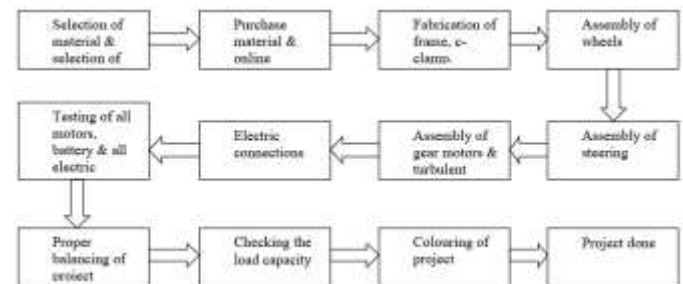 Selection of
material &
selection of
Purchase
material &
online
Fabrication of
frame, c-
clamp.
Assembly of
wheels
Assembly of
steering
Assembly of
gear motors &
turbulent
Electric
connections
Testing of all
motors,
battery & all
electric
Proper
balancing of
project
Checking the
load capacity
Colouring of
project
Project done